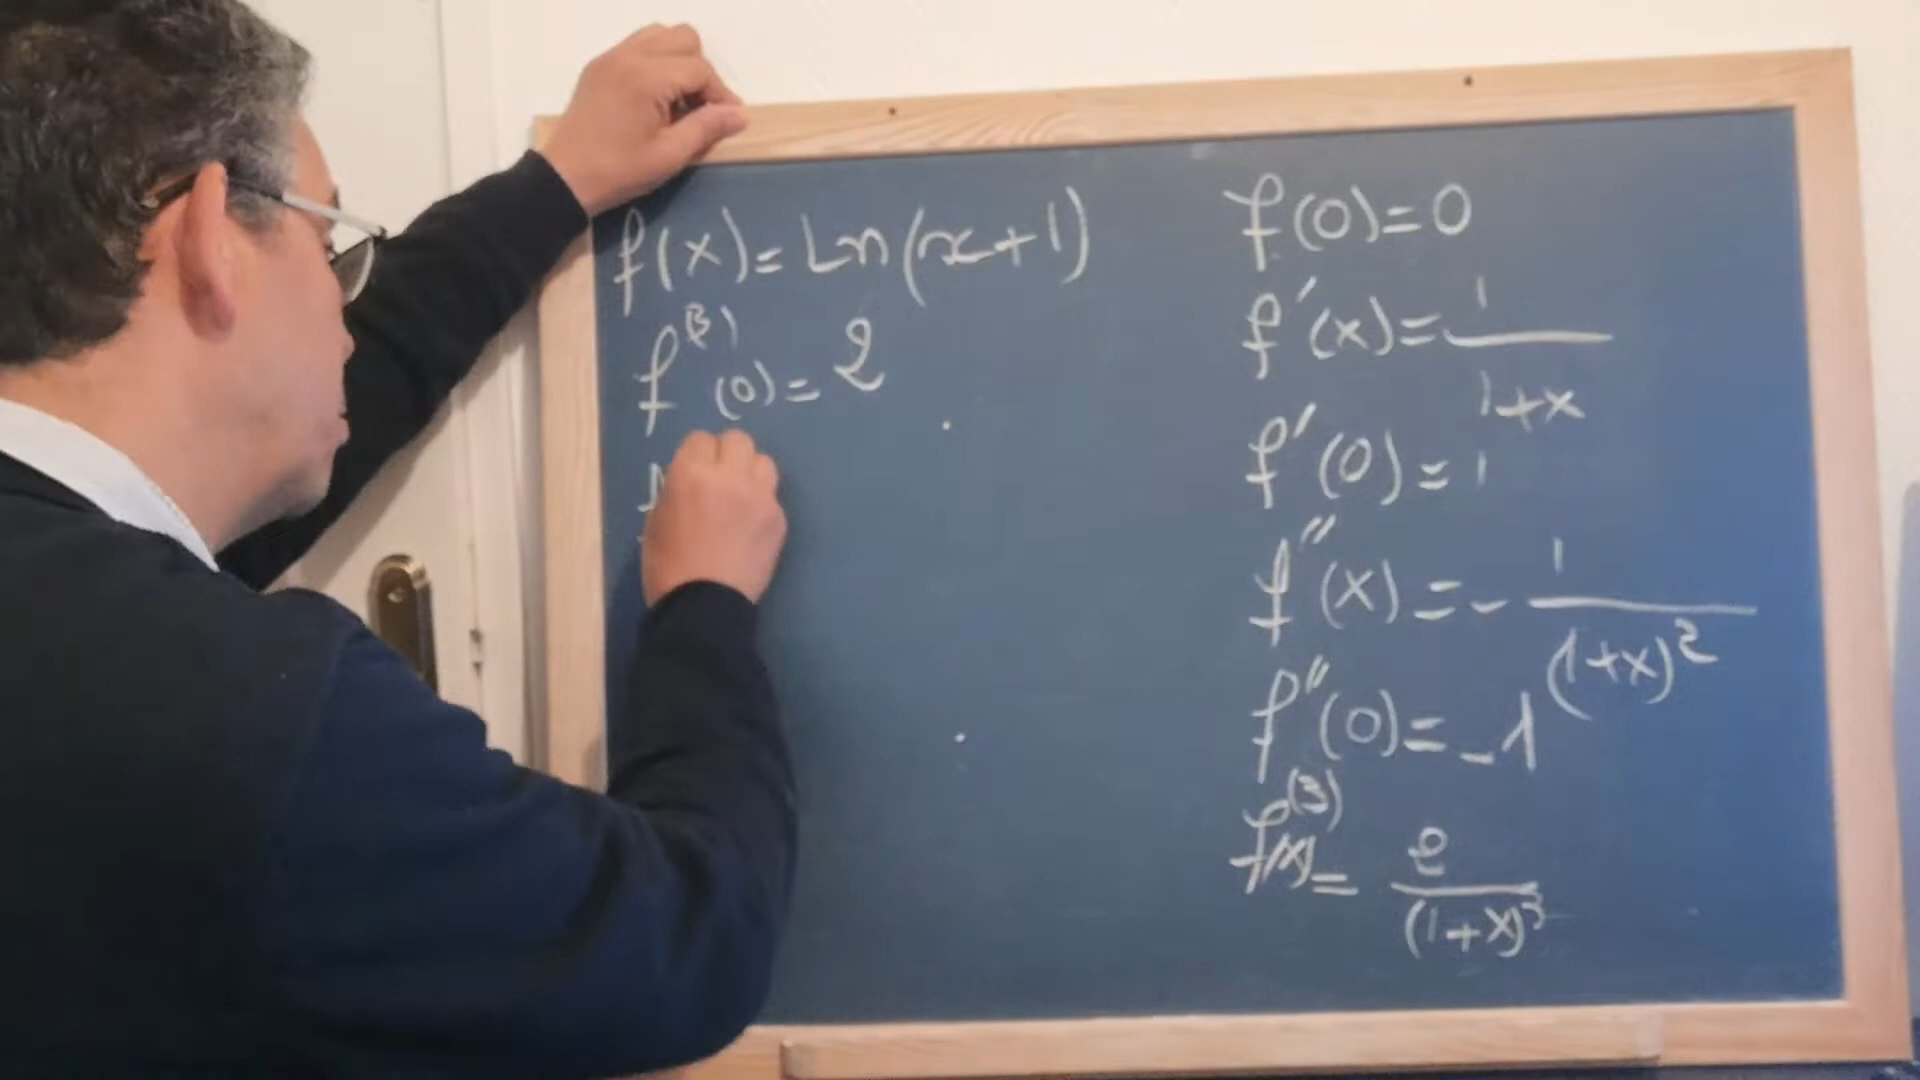 f(x) = Ln(x+1)
f⁽³⁾(0) = 2
f(0) = 0
f′(x) = 1/(1+x)
f′(0) = 1
f″(x) = - 1/(1+x)²
f″(0) = -1
f⁽³⁾(x) = 2/(1+x)³